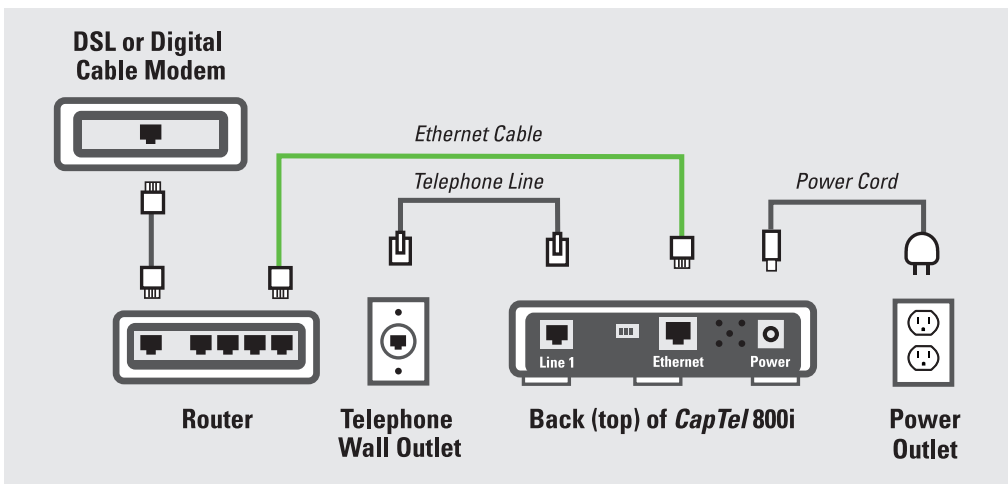 DSL or Digital
Cable Modem
Ethernet Cable
Telephone Line
Power Cord
Line 1
Ethernet
Power
Router
Telephone
Wall Outlet
Back (top) of CapTel 800i
Power
Outlet